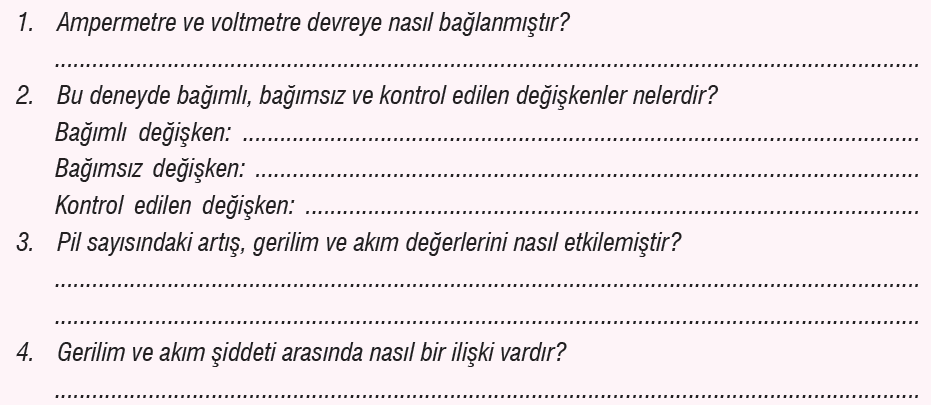 1. Ampermetre ve voltmetre devreye nasıl bağlanmıştır?
..............................................................................................................................
2. Bu deneyde bağımlı, bağımsız ve kontrol edilen değişkenler nelerdir?
Bağımlı değişken: ..............................................................................................................
Bağımsız değişken: ............................................................................................................
Kontrol edilen değişken: ....................................................................................................
3. Pil sayısındaki artış, gerilim ve akım değerlerini nasıl etkilemiştir?
..............................................................................................................................
..............................................................................................................................
4. Gerilim ve akım şiddeti arasında nasıl bir ilişki vardır?
..............................................................................................................................